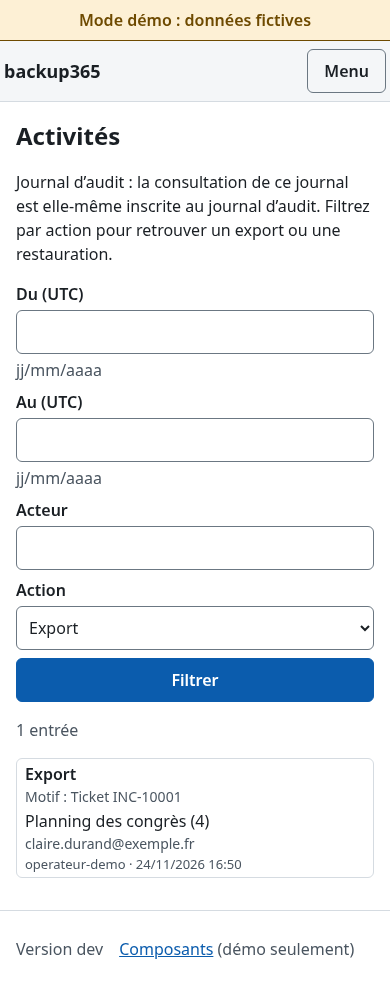 Mode démo : données fictives
backup365
Menu
Activités
Journal d’audit : la consultation de ce journal
est elle-même inscrite au journal d’audit. Filtrez
par action pour retrouver un export ou une
restauration.
Du (UTC)
jj/mm/aaaa
Au (UTC)
jj/mm/aaaa
Acteur
Action
Export
Filtrer
1 entrée
Export
Motif : Ticket INC-10001
Planning des congrès (4)
claire.durand@exemple.fr
operateur-demo · 24/11/2026 16:50
Version dev Composants (démo seulement)